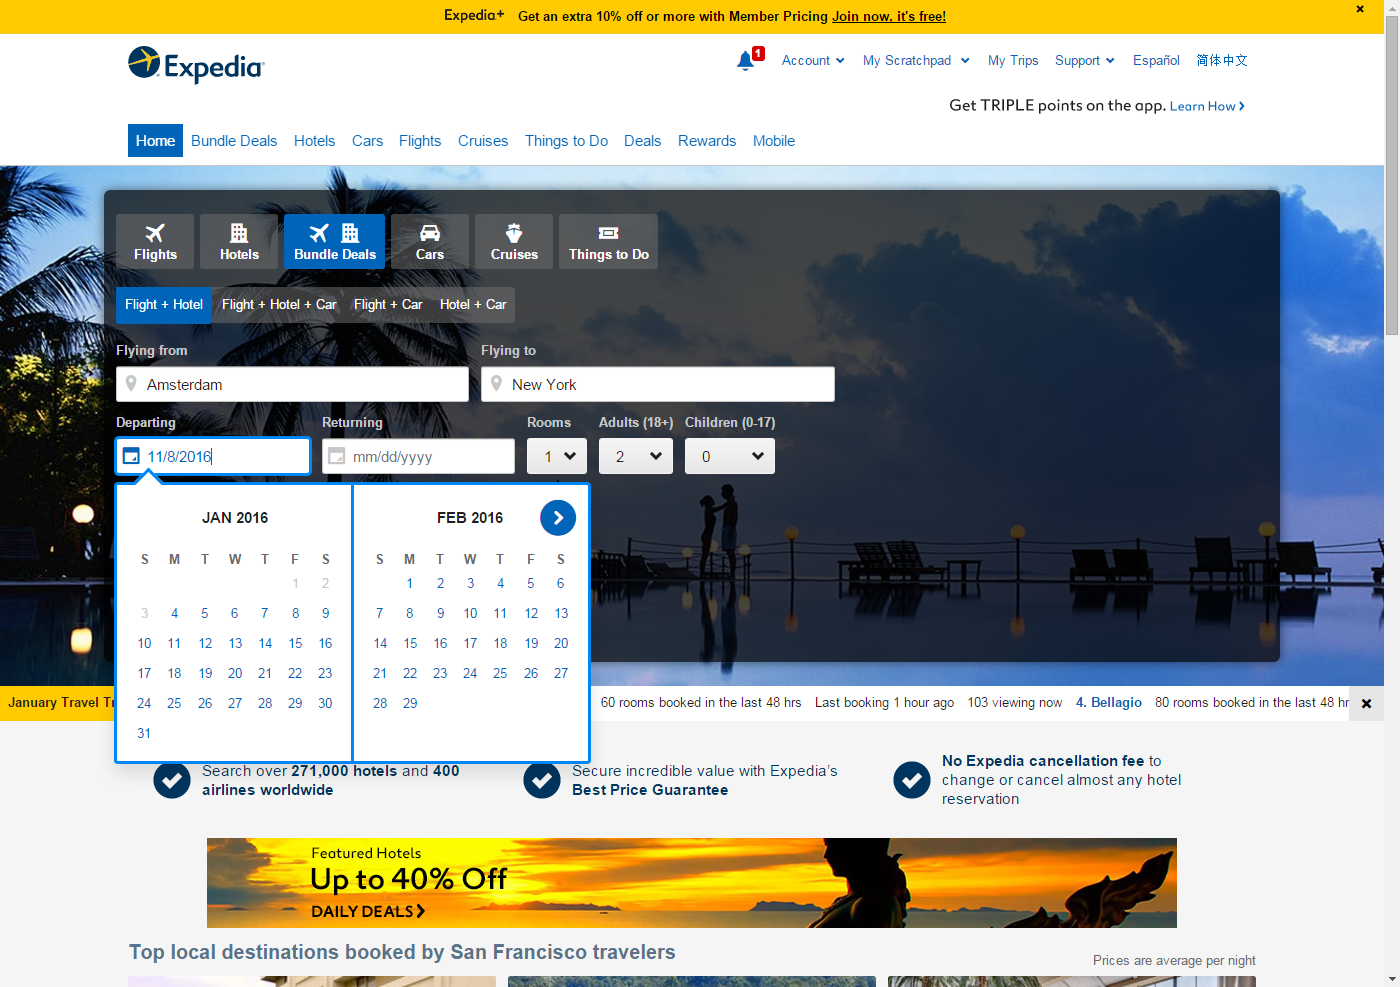 Expedia+ Get an extra 10% off or more with Member Pricing Join now, it's free!
Expedia
1 Account My Scratchpad My Trips Support Español 简体中文
Get TRIPLE points on the app. Learn How
Home Bundle Deals Hotels Cars Flights Cruises Things to Do Deals Rewards Mobile
Flights Hotels Bundle Deals Cars Cruises Things to Do
Flight + Hotel Flight + Hotel + Car Flight + Car Hotel + Car
Flying from Flying to
Amsterdam New York
Departing Returning Rooms Adults (18+) Children (0-17)
11/8/2016 mm/dd/yyyy 1 2 0
JAN 2016 FEB 2016
S M T W T F S S M T W T F S
1 2 1 2 3 4 5 6
3 4 5 6 7 8 9 7 8 9 10 11 12 13
10 11 12 13 14 15 16 14 15 16 17 18 19 20
17 18 19 20 21 22 23 21 22 23 24 25 26 27
24 25 26 27 28 29 30 28 29
31
January Travel 60 rooms booked in the last 48 hrs Last booking 1 hour ago 103 viewing now 4. Bellagio 80 rooms booked in the last 48 hr
Search over 271,000 hotels and 400
airlines worldwide
Secure incredible value with Expedia's
Best Price Guarantee
No Expedia cancellation fee to
change or cancel almost any hotel
reservation
Featured Hotels
Up to 40% Off
DAILY DEALS
Top local destinations booked by San Francisco travelers
Prices are average per night